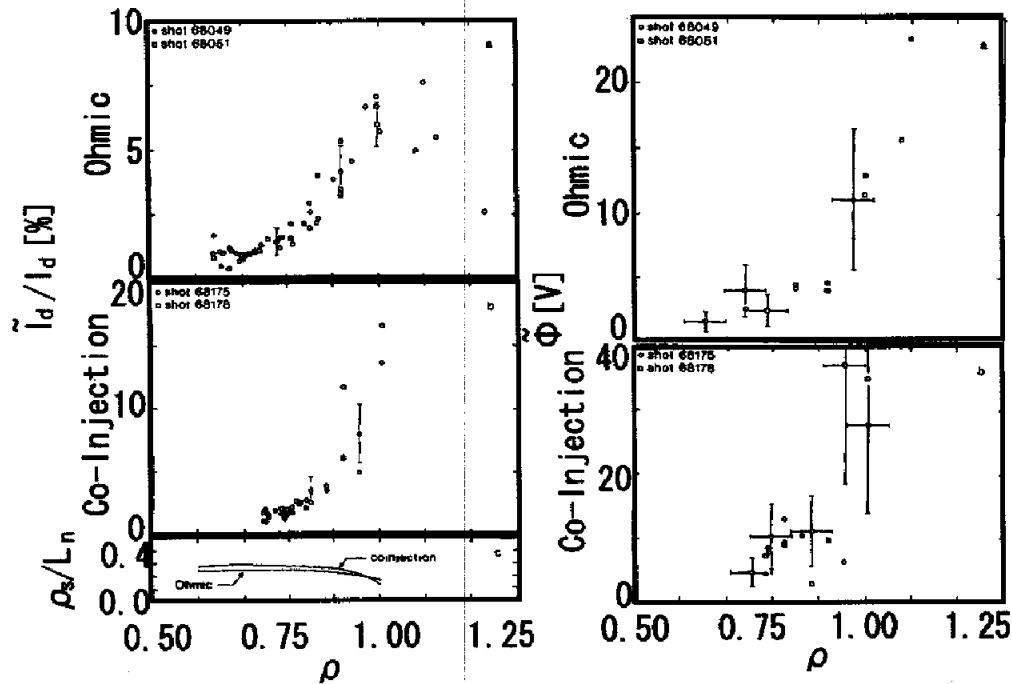 10
shot 68049
shot 68051
a
Ohmic
5
0
Ĩd/Id [%]
20
shot 68175
shot 68178
b
Co-Injection
10
0
ρs/Ln
0.4
coinjection
c
Ohmic
0.0
0.50 0.75 1.00 1.25
ρ
shot 68049
shot 68051
a
20
Ohmic
10
0
Φ̃ [V]
40
shot 68175
shot 68178
b
Co-Injection
20
0
0.50 0.75 1.00 1.25
ρ